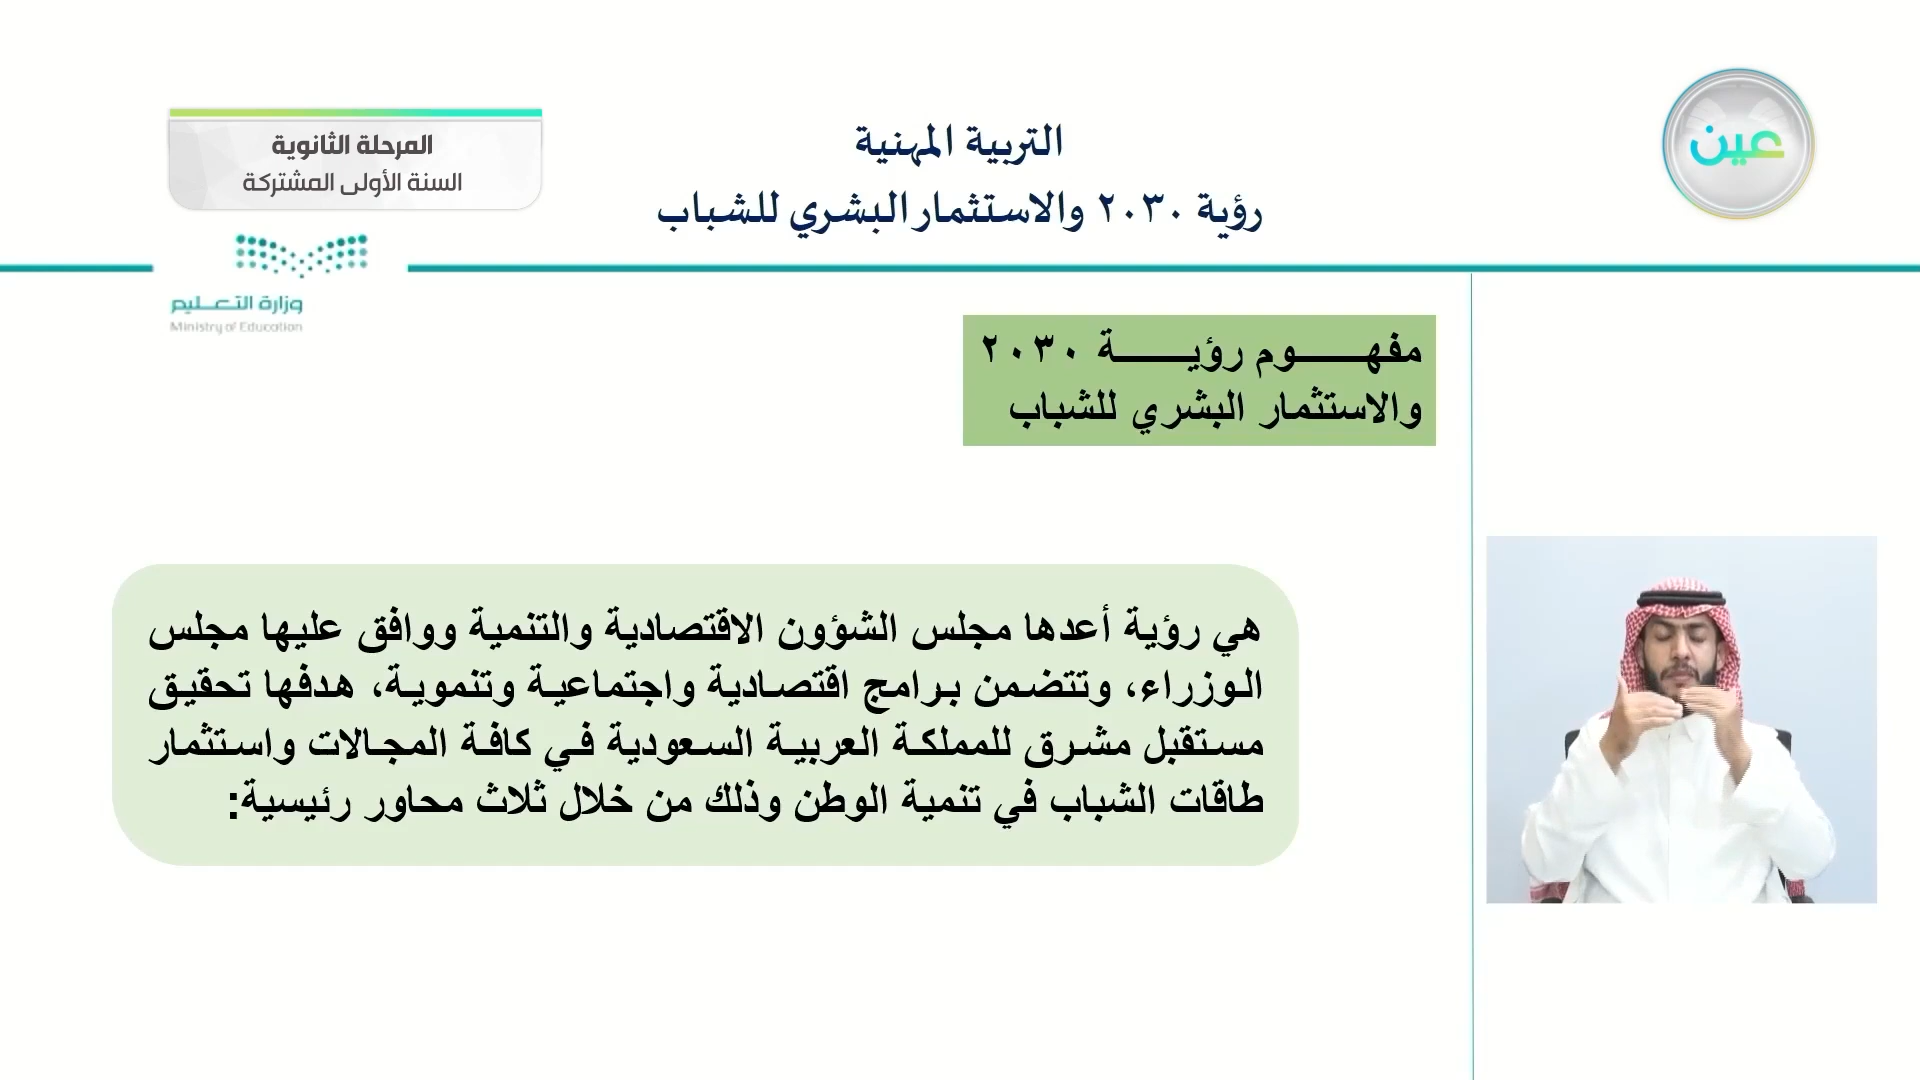 عين
التربية المهنية
رؤية ٢٠٣٠ والاستثمار البشري للشباب
المرحلة الثانوية
السنة الأولى المشتركة
وزارة التعليم
Ministry of Education
مفهوم رؤية ٢٠٣٠
والاستثمار البشري للشباب
هي رؤية أعدها مجلس الشؤون الاقتصادية والتنمية ووافق عليها مجلس
الوزراء، وتتضمن برامج اقتصادية واجتماعية وتنموية، هدفها تحقيق
مستقبل مشرق للمملكة العربية السعودية في كافة المجالات واستثمار
طاقات الشباب في تنمية الوطن وذلك من خلال ثلاث محاور رئيسية: